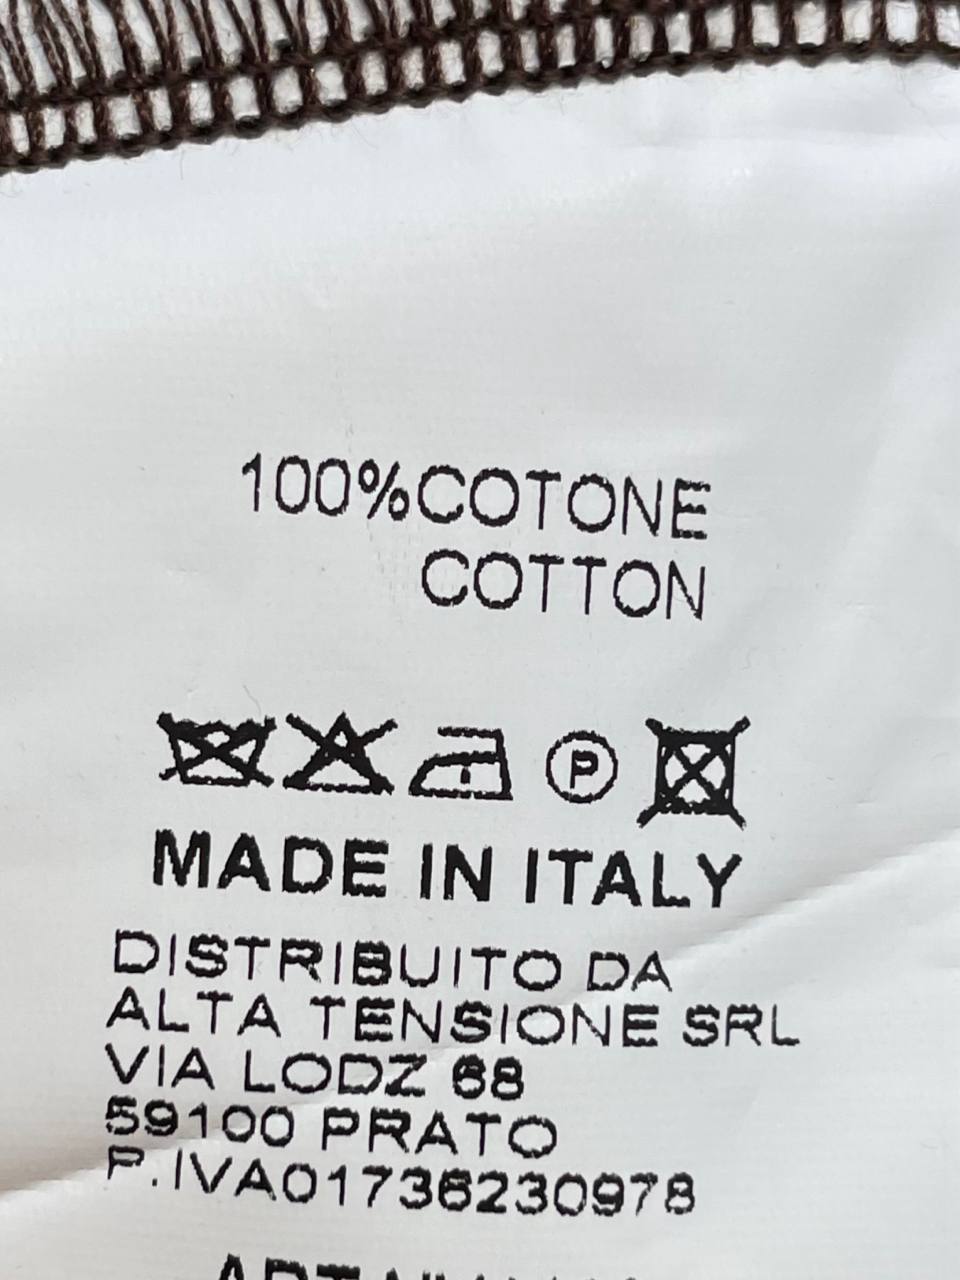 100%COTONE
COTTON
P
MADE IN ITALY
DISTRIBUITO DA
ALTA TENSIONE SRL
VIA LODZ 68
59100 PRATO
P.IVA01736230978